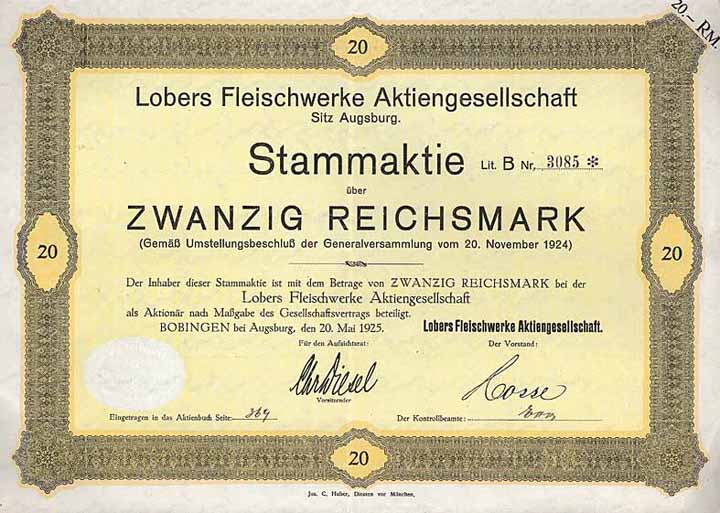 20.- RM.
20
Lobers Fleischwerke Aktiengesellschaft
Sitz Augsburg.
Stammaktie Lit. B Nr. 3085 *
über
ZWANZIG REICHSMARK
(Gemäß Umstellungsbeschluß der Generalversammlung vom 20. November 1924)
20
20
Der Inhaber dieser Stammaktie ist mit dem Betrage von ZWANZIG REICHSMARK bei der
Lobers Fleischwerke Aktiengesellschaft
als Aktionär nach Maßgabe des Gesellschaftsvertrags beteiligt.
BOBINGEN bei Augsburg, den 20. Mai 1925.
Lobers Fleischwerke Aktiengesellschaft.
Für den Aufsichtsrat:
Der Vorstand:
Chr Diesel
Vorsitzender
Eingetragen in das Aktienbuch Seite 369
Der Kontrollbeamte:
20
Jos. C. Huber, Diessen vor München.